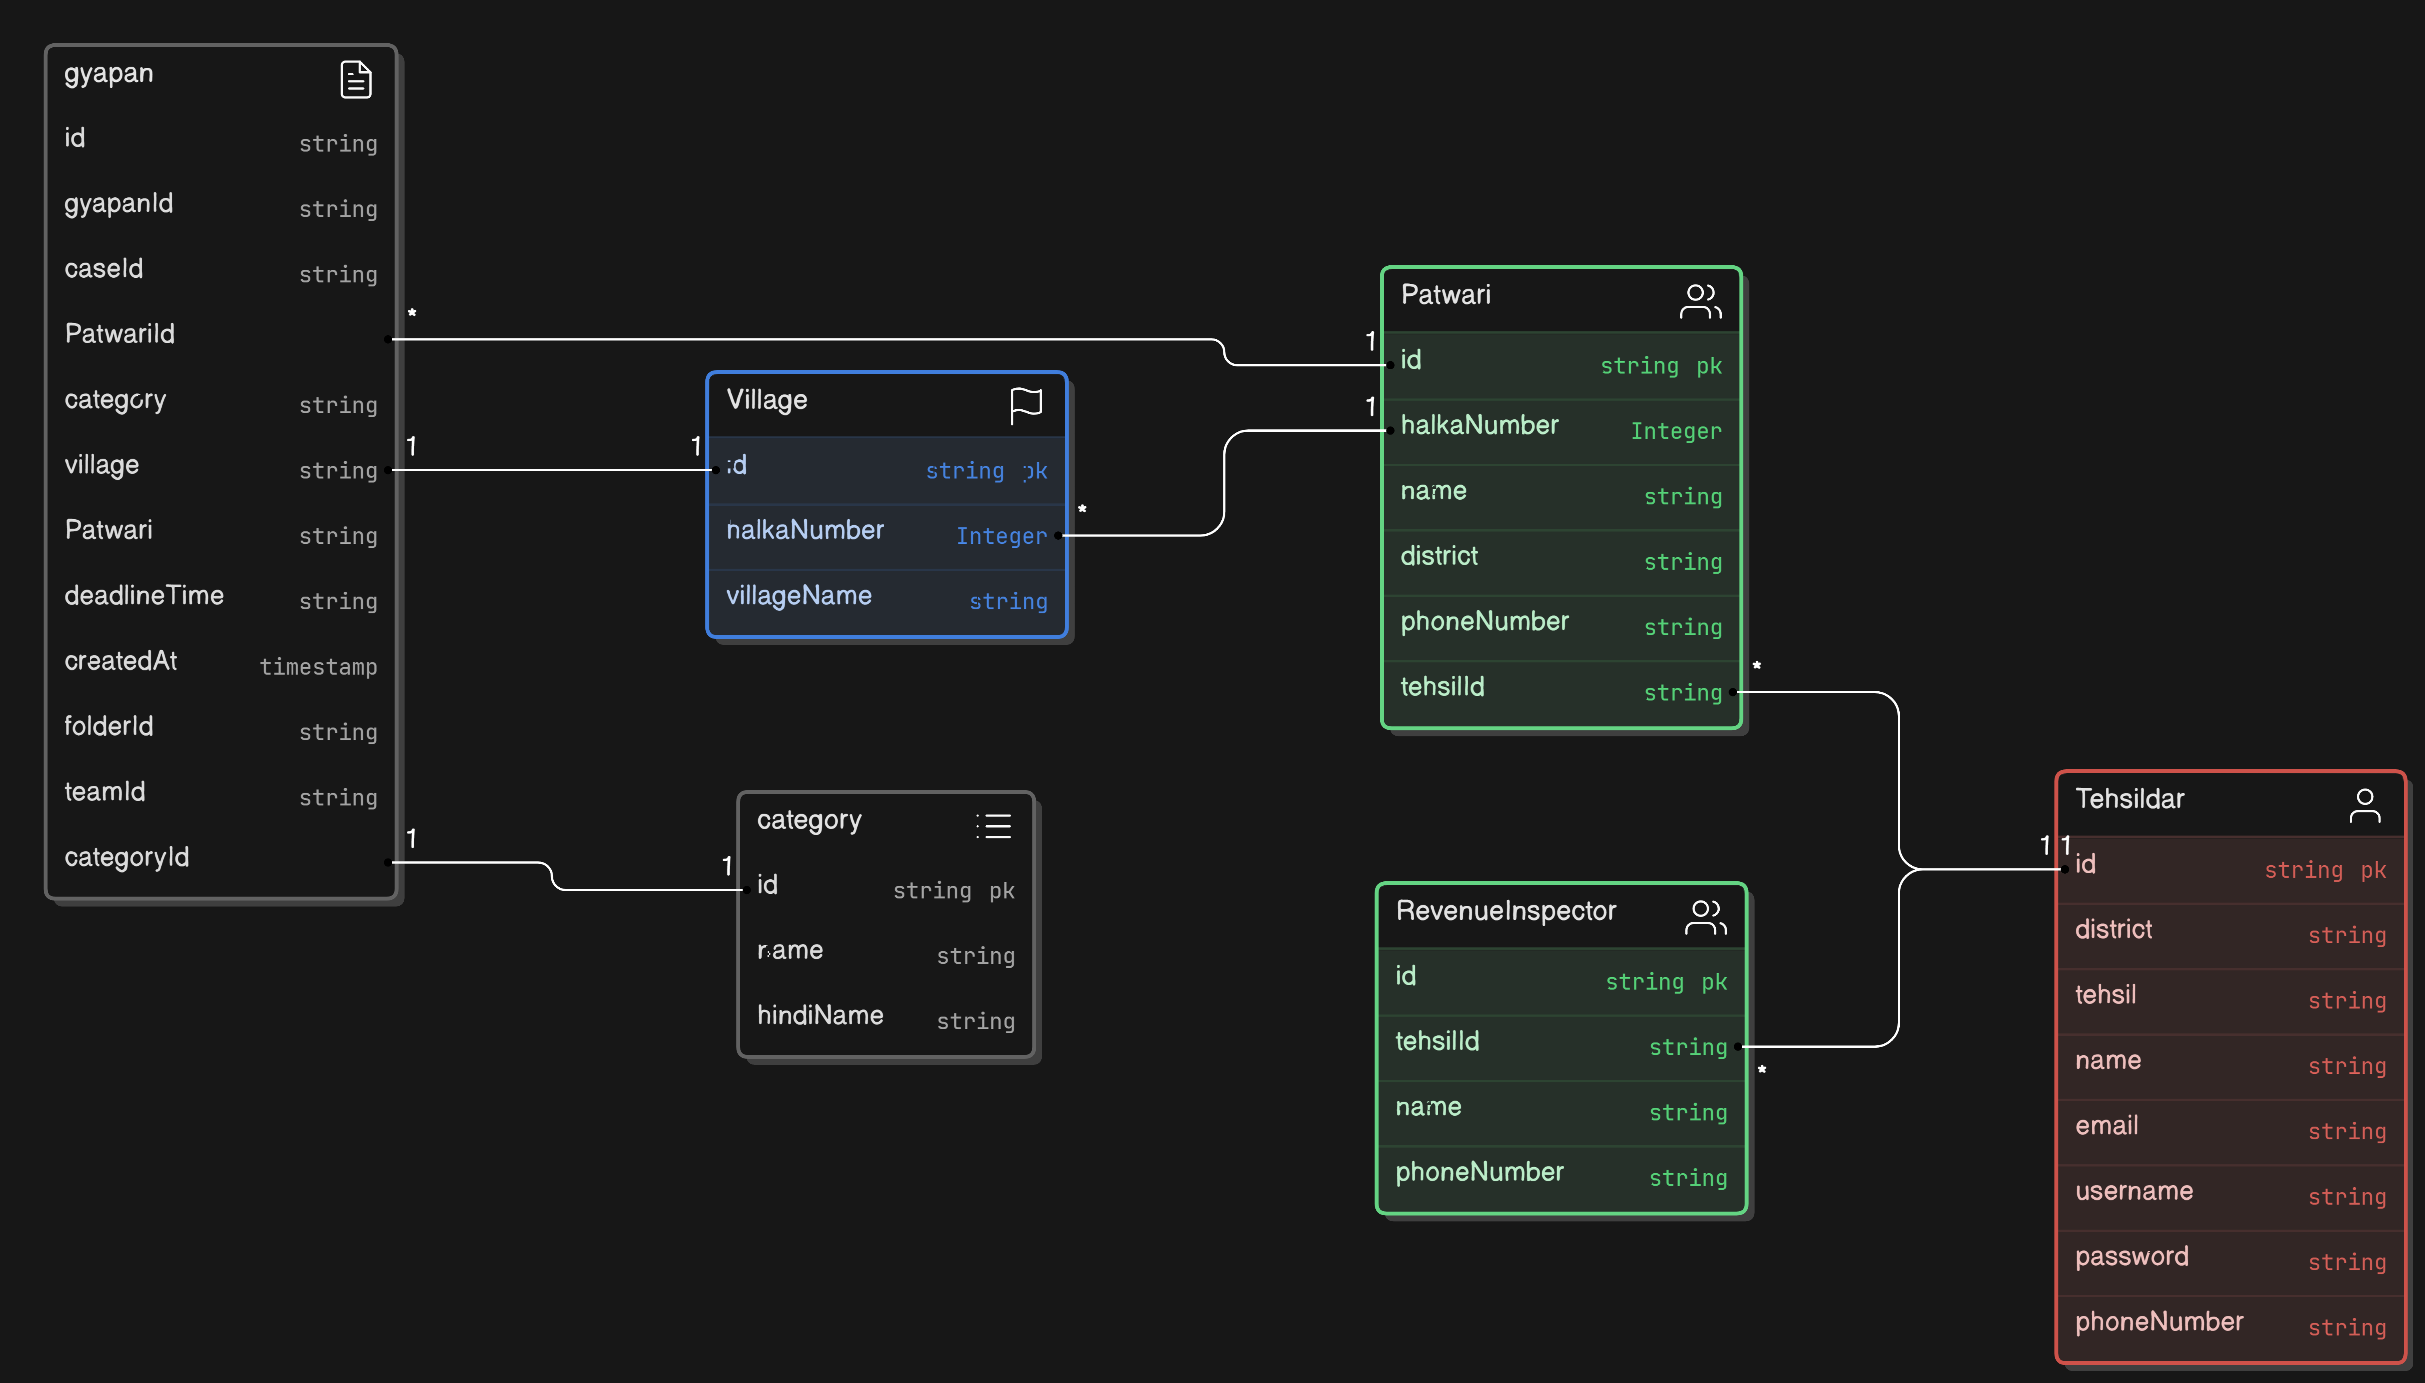 gyapan
id string
gyapanId string
caseId string
PatwariId
category string
village string
Patwari string
deadlineTime string
createdAt timestamp
folderId string
teamId string
categoryId
*
1
1
Village
id string pk
halkaNumber Integer
villageName string
1
*
category
id string pk
name string
hindiName string
1
Patwari
id string pk
halkaNumber Integer
name string
district string
phoneNumber string
tehsilId string
1
1
*
RevenueInspector
id string pk
tehsilId string
name string
phoneNumber string
*
Tehsildar
id string pk
district string
tehsil string
name string
email string
username string
password string
phoneNumber string
1 1